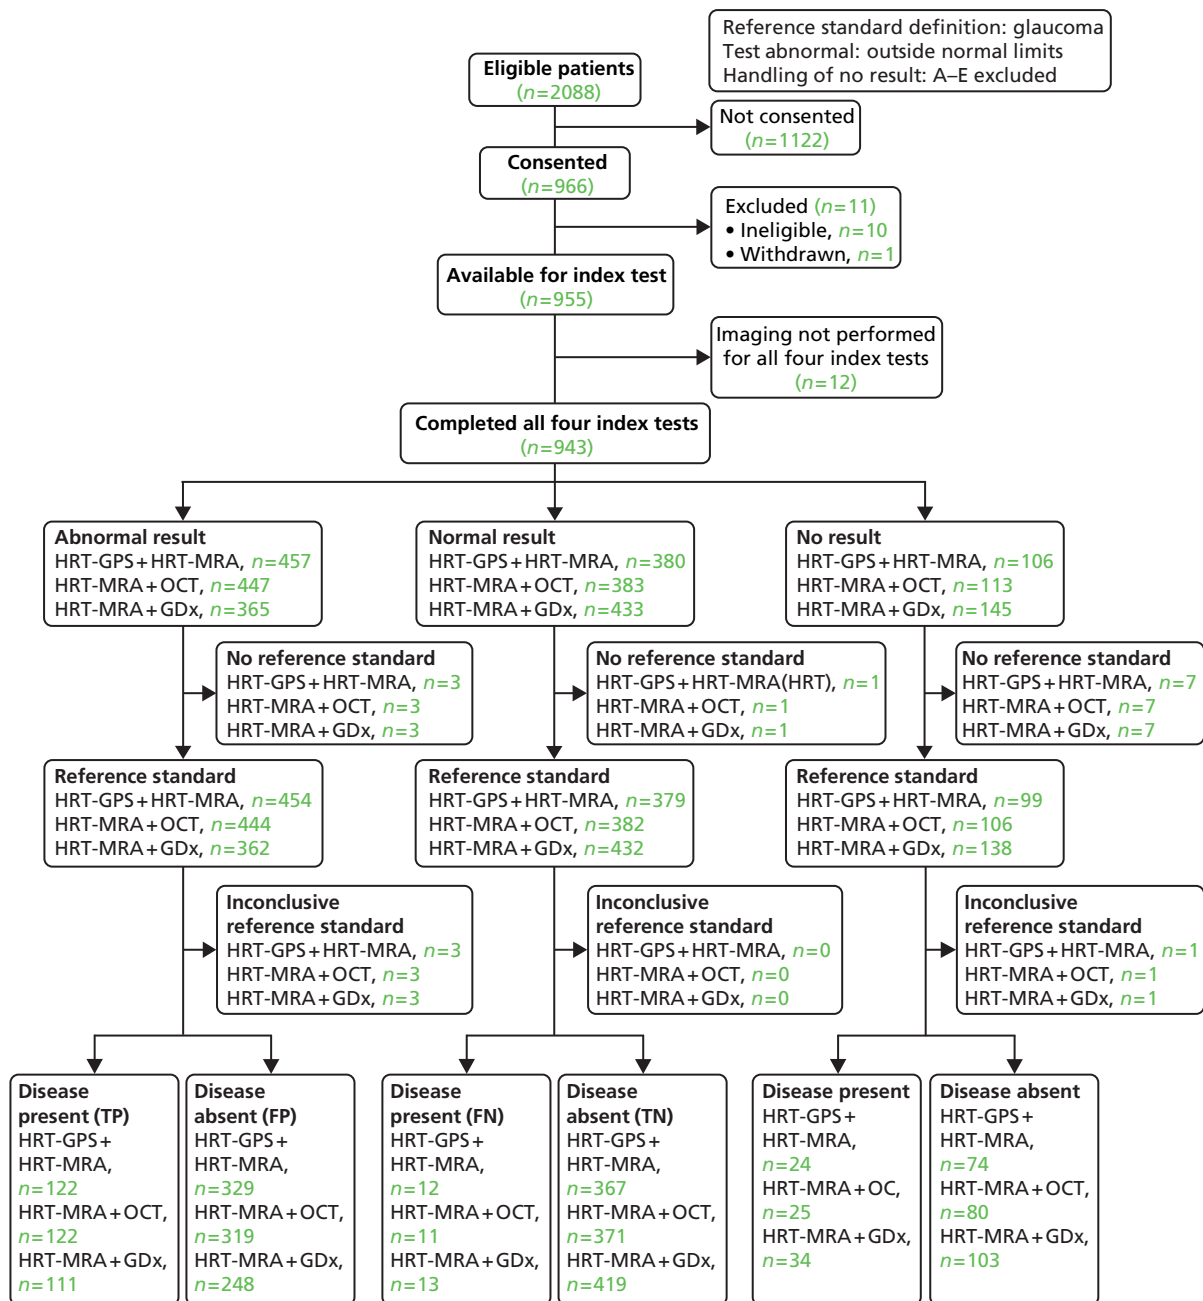 Reference standard definition: glaucoma
Test abnormal: outside normal limits
Handling of no result: A–E excluded
Eligible patients
(n=2088)
Not consented
(n=1122)
Consented
(n=966)
Excluded (n=11)
• Ineligible, n=10
• Withdrawn, n=1
Available for index test
(n=955)
Imaging not performed
for all four index tests
(n=12)
Completed all four index tests
(n=943)
Abnormal result
HRT-GPS+HRT-MRA, n=457
HRT-MRA+OCT, n=447
HRT-MRA+GDx, n=365
Normal result
HRT-GPS+HRT-MRA, n=380
HRT-MRA+OCT, n=383
HRT-MRA+GDx, n=433
No result
HRT-GPS+HRT-MRA, n=106
HRT-MRA+OCT, n=113
HRT-MRA+GDx, n=145
No reference standard
HRT-GPS+HRT-MRA, n=3
HRT-MRA+OCT, n=3
HRT-MRA+GDx, n=3
No reference standard
HRT-GPS+HRT-MRA(HRT), n=1
HRT-MRA+OCT, n=1
HRT-MRA+GDx, n=1
No reference standard
HRT-GPS+HRT-MRA, n=7
HRT-MRA+OCT, n=7
HRT-MRA+GDx, n=7
Reference standard
HRT-GPS+HRT-MRA, n=454
HRT-MRA+OCT, n=444
HRT-MRA+GDx, n=362
Reference standard
HRT-GPS+HRT-MRA, n=379
HRT-MRA+OCT, n=382
HRT-MRA+GDx, n=432
Reference standard
HRT-GPS+HRT-MRA, n=99
HRT-MRA+OCT, n=106
HRT-MRA+GDx, n=138
Inconclusive
reference standard
HRT-GPS+HRT-MRA, n=3
HRT-MRA+OCT, n=3
HRT-MRA+GDx, n=3
Inconclusive
reference standard
HRT-GPS+HRT-MRA, n=0
HRT-MRA+OCT, n=0
HRT-MRA+GDx, n=0
Inconclusive
reference standard
HRT-GPS+HRT-MRA, n=1
HRT-MRA+OCT, n=1
HRT-MRA+GDx, n=1
Disease
present (TP)
HRT-GPS+
HRT-MRA,
n=122
HRT-MRA+OCT,
n=122
HRT-MRA+GDx,
n=111
Disease
absent (FP)
HRT-GPS+
HRT-MRA,
n=329
HRT-MRA+OCT,
n=319
HRT-MRA+GDx,
n=248
Disease
present (FN)
HRT-GPS+
HRT-MRA,
n=12
HRT-MRA+OCT,
n=11
HRT-MRA+GDx,
n=13
Disease
absent (TN)
HRT-GPS+
HRT-MRA,
n=367
HRT-MRA+OCT,
n=371
HRT-MRA+GDx,
n=419
Disease present
HRT-GPS+
HRT-MRA,
n=24
HRT-MRA+OC,
n=25
HRT-MRA+GDx,
n=34
Disease absent
HRT-GPS+
HRT-MRA,
n=74
HRT-MRA+OCT,
n=80
HRT-MRA+GDx,
n=103